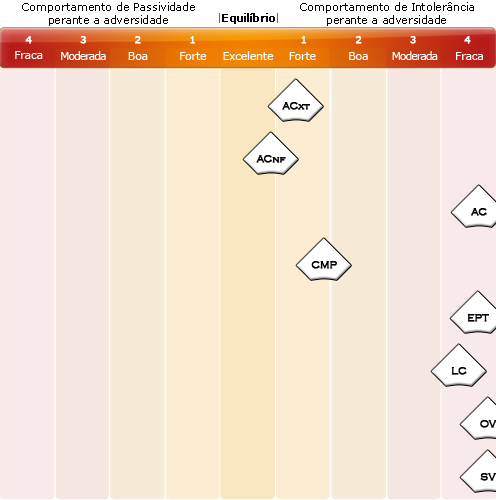 Comportamento de Passividade
perante a adversidade
|Equilíbrio|
Comportamento de Intolerância
perante a adversidade
4 3 2 1 1 2 3 4
Fraca Moderada Boa Forte Excelente Forte Boa Moderada Fraca
ACxt
ACnf
AC
CMP
EPT
LC
OV
SV